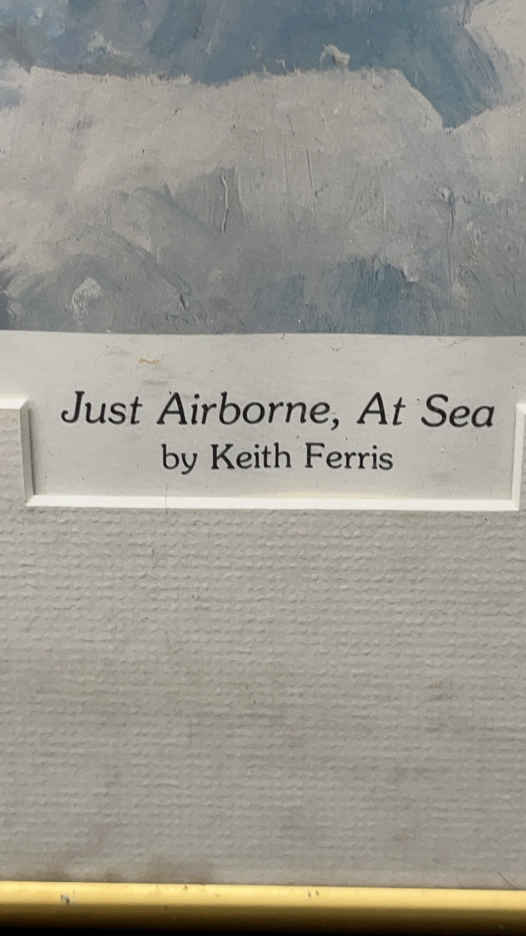 Just Airborne, At Sea
by Keith Ferris